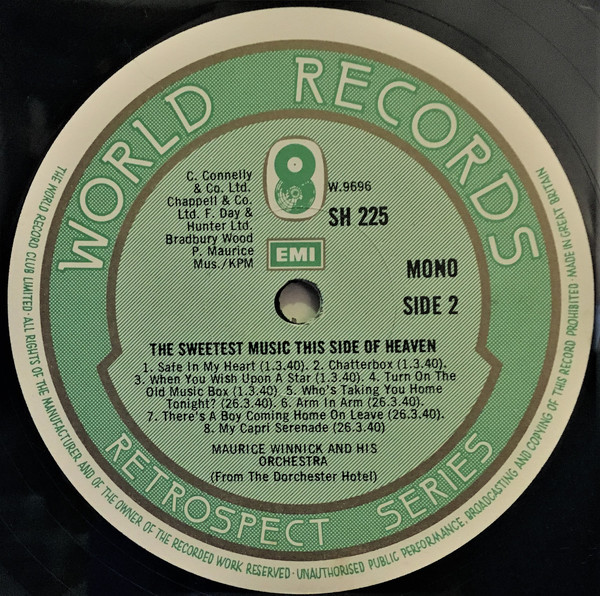 WORLD RECORDS
C. Connelly
& Co. Ltd.
Chappell & Co.
Ltd. F. Day &
Hunter Ltd.
Bradbury Wood
P. Maurice
Mus./KPM
W.9696
SH 225
EMI
MONO
SIDE 2
THE SWEETEST MUSIC THIS SIDE OF HEAVEN
1. Safe In My Heart (1.3.40). 2. Chatterbox (1.3.40).
3. When You Wish Upon A Star (1.3.40). 4. Turn On The
Old Music Box (1.3.40). 5. Who's Taking You Home
Tonight? (26.3.40). 6. Arm In Arm (26.3.40).
7. There's A Boy Coming Home On Leave (26.3.40).
8. My Capri Serenade (26.3.40)
MAURICE WINNICK AND HIS
ORCHESTRA
(From The Dorchester Hotel)
RETROSPECT SERIES
THE WORLD RECORD CLUB LIMITED · ALL RIGHTS OF THE MANUFACTURER AND OF THE OWNER OF THE RECORDED WORK RESERVED · UNAUTHORISED PUBLIC PERFORMANCE, BROADCASTING AND COPYING OF THIS RECORD PROHIBITED · MADE IN GREAT BRITAIN